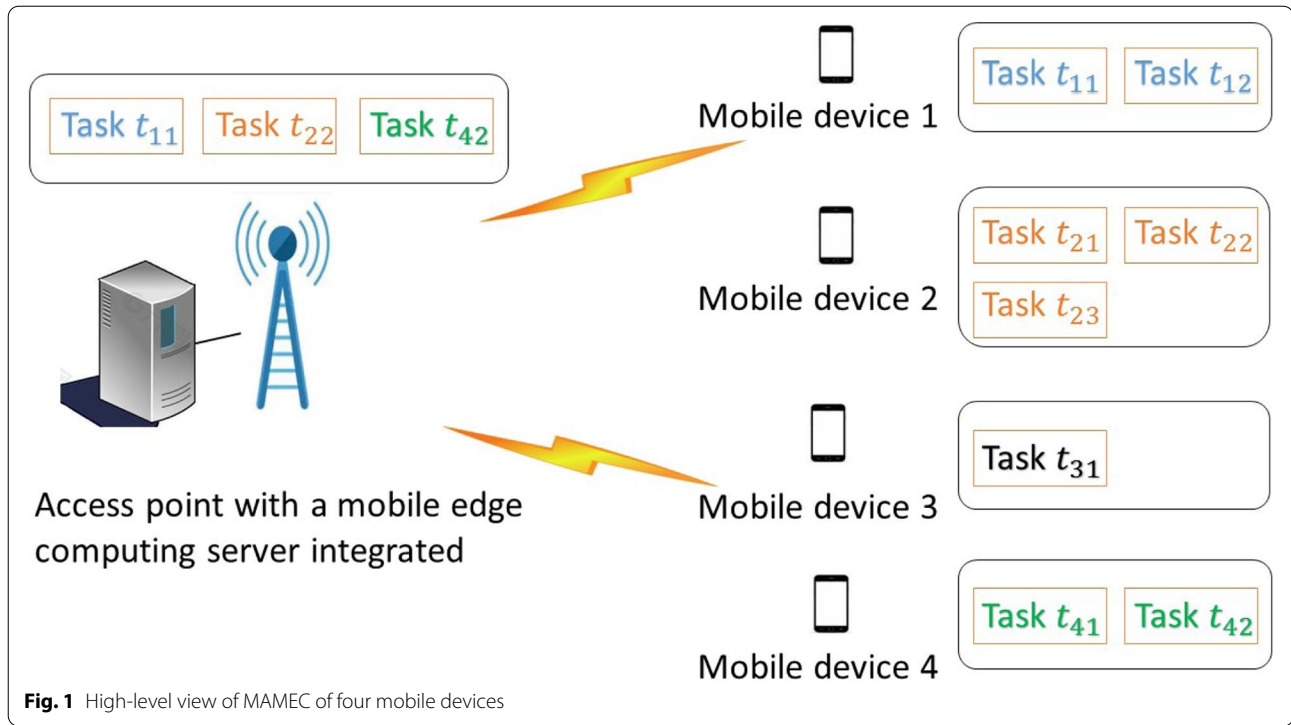 Task t₁₁ Task t₂₂ Task t₄₂
Access point with a mobile edge
computing server integrated
Mobile device 1
Task t₁₁ Task t₁₂
Mobile device 2
Task t₂₁ Task t₂₂
Task t₂₃
Mobile device 3
Task t₃₁
Mobile device 4
Task t₄₁ Task t₄₂
Fig. 1 High-level view of MAMEC of four mobile devices